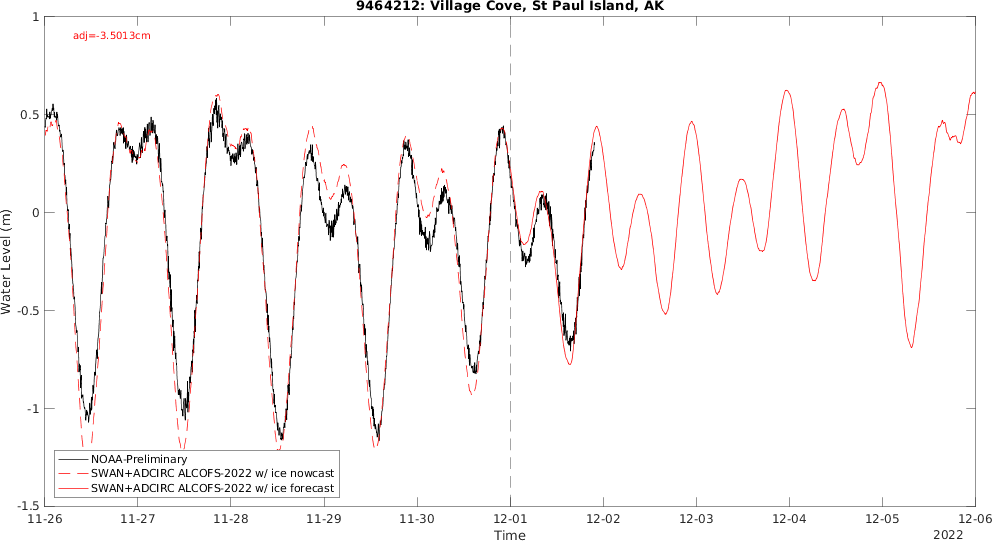 9464212: Village Cove, St Paul Island, AK
adj=-3.5013cm
1
0.5
0
-0.5
-1
-1.5
Water Level (m)
NOAA-Preliminary
SWAN+ADCIRC ALCOFS-2022 w/ ice nowcast
SWAN+ADCIRC ALCOFS-2022 w/ ice forecast
11-26 11-27 11-28 11-29 11-30 12-01 12-02 12-03 12-04 12-05 12-06
Time
2022